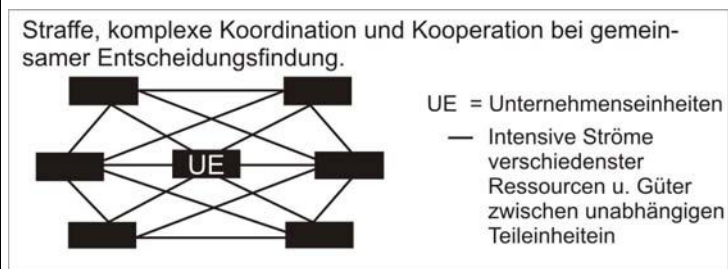 Straffe, komplexe Koordination und Kooperation bei gemein-
samer Entscheidungsfindung.
UE = Unternehmenseinheiten
— Intensive Ströme
verschiedenster
Ressourcen u. Güter
zwischen unabhängigen
Teileinheitein
UE